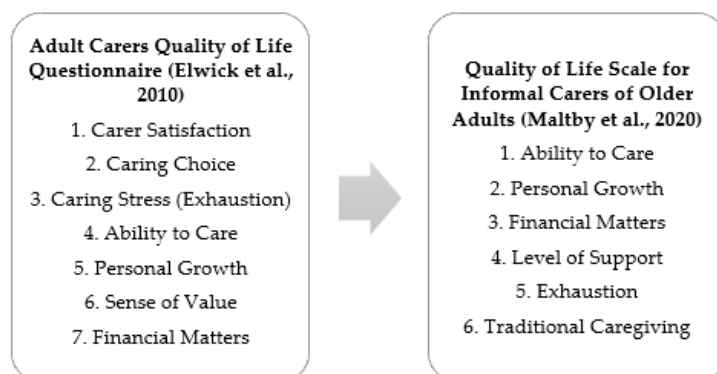 Adult Carers Quality of Life
Questionnaire (Elwick et al.,
2010)
1. Carer Satisfaction
2. Caring Choice
3. Caring Stress (Exhaustion)
4. Ability to Care
5. Personal Growth
6. Sense of Value
7. Financial Matters
Quality of Life Scale for
Informal Carers of Older
Adults (Maltby et al., 2020)
1. Ability to Care
2. Personal Growth
3. Financial Matters
4. Level of Support
5. Exhaustion
6. Traditional Caregiving